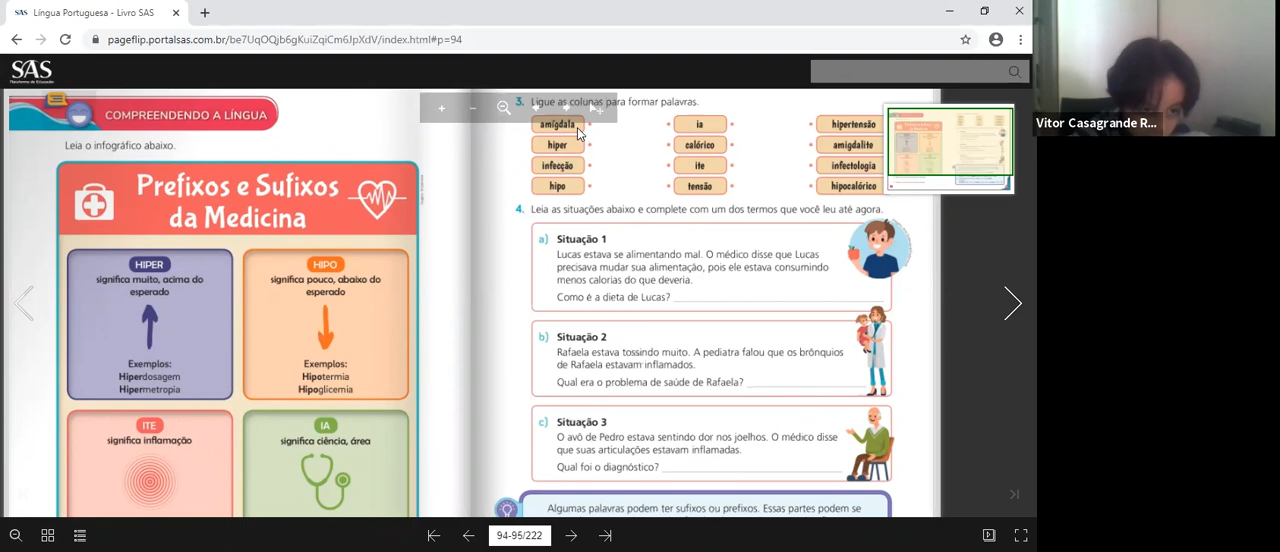 SAS Língua Portuguesa - Livro SAS
pageflip.portalsas.com.br/be7UqOQjb6gKuiZqiCm6JpXdV/index.html#p=94
SAS
Plataforma de Educação
Vitor Casagrande R...
COMPREENDENDO A LÍNGUA
Leia o infográfico abaixo.
Prefixos e Sufixos
da Medicina
HIPER
significa muito, acima do
esperado
Exemplos:
Hiperdosagem
Hipermetropia
HIPO
significa pouco, abaixo do
esperado
Exemplos:
Hipotermia
Hipoglicemia
ITE
significa inflamação
IA
significa ciência, área
3. Ligue as colunas para formar palavras.
amígdala ia hipertensão
hiper calórico amigdalite
infecção ite infectologia
hipo tensão hipocalórico
4. Leia as situações abaixo e complete com um dos termos que você leu até agora.
a) Situação 1
Lucas estava se alimentando mal. O médico disse que Lucas
precisava mudar sua alimentação, pois ele estava consumindo
menos calorias do que deveria.
Como é a dieta de Lucas?
b) Situação 2
Rafaela estava tossindo muito. A pediatra falou que os brônquios
de Rafaela estavam inflamados.
Qual era o problema de saúde de Rafaela?
c) Situação 3
O avô de Pedro estava sentindo dor nos joelhos. O médico disse
que suas articulações estavam inflamadas.
Qual foi o diagnóstico?
Algumas palavras podem ter sufixos ou prefixos. Essas partes podem se
94-95/222